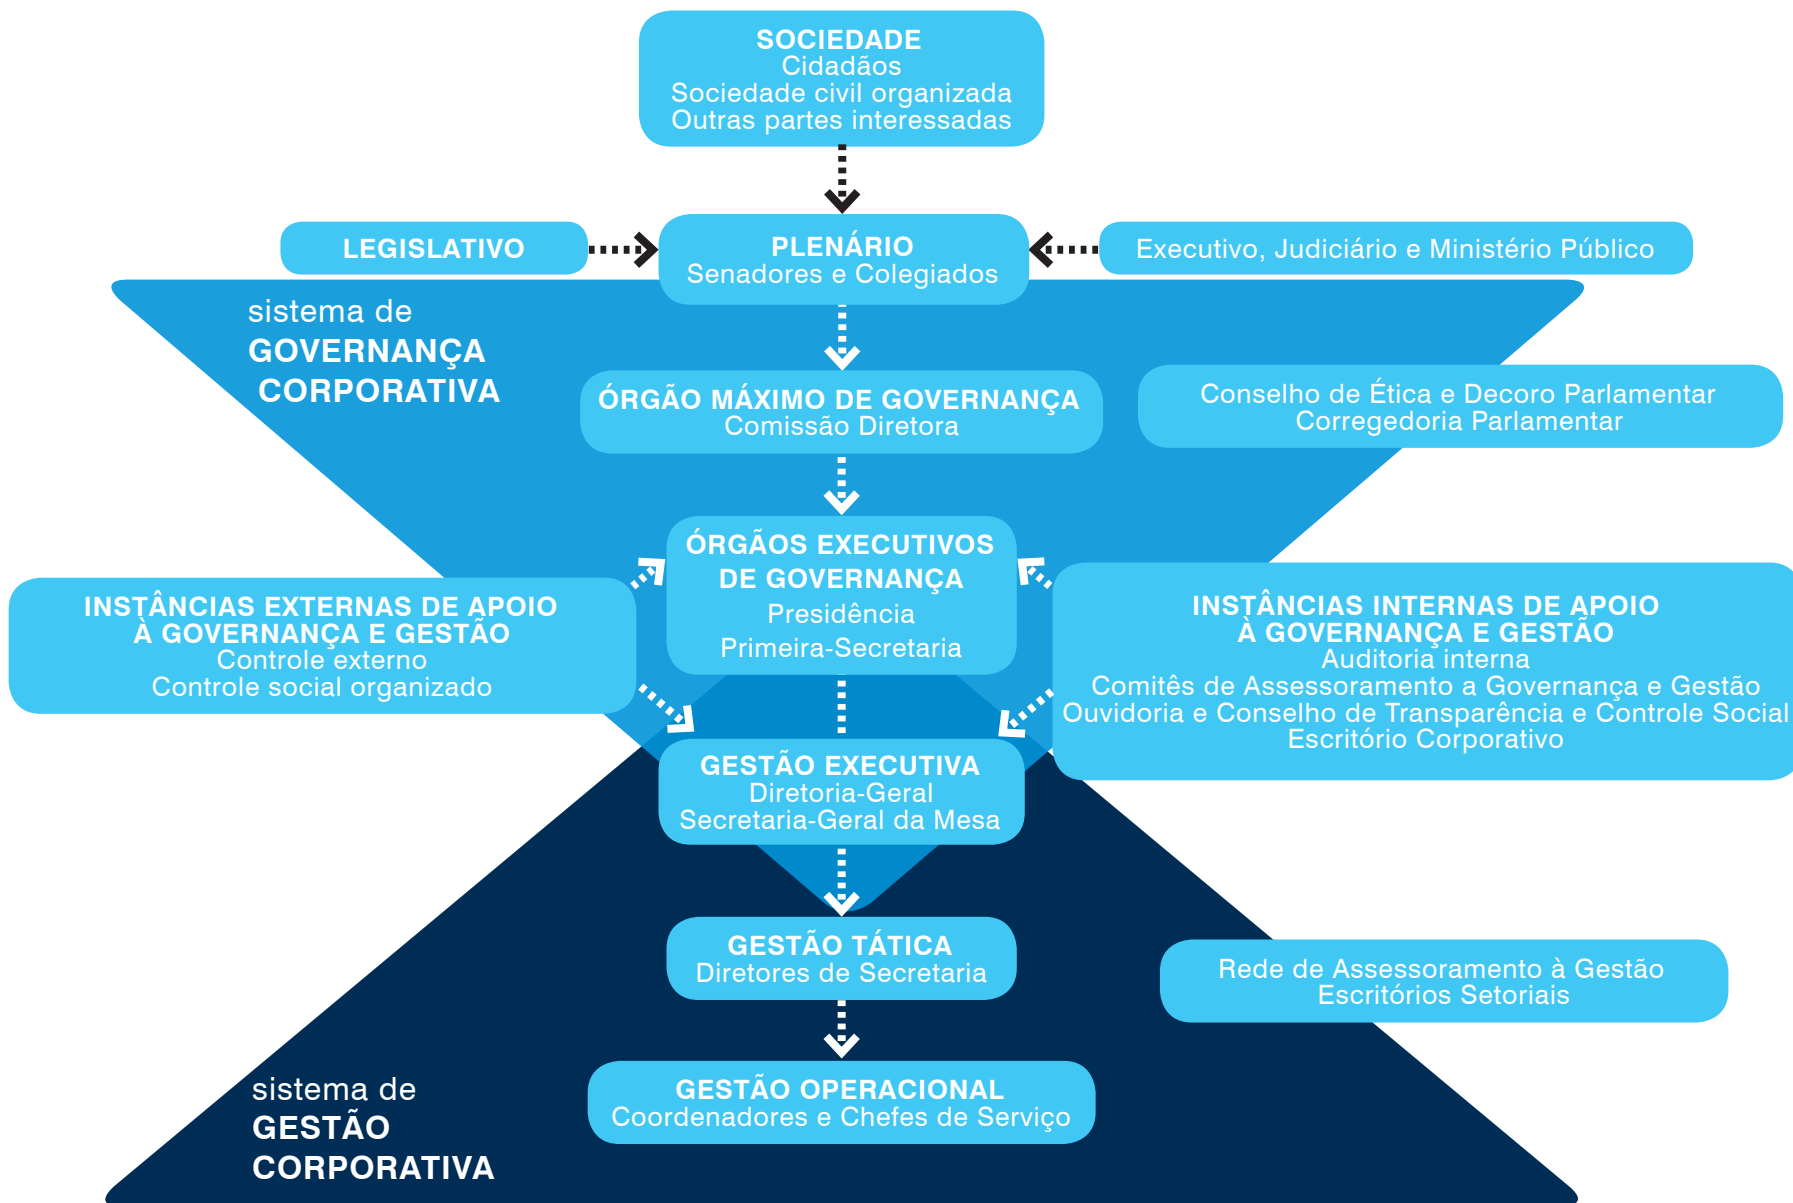 SOCIEDADE
Cidadãos
Sociedade civil organizada
Outras partes interessadas
LEGISLATIVO
PLENÁRIO
Senadores e Colegiados
Executivo, Judiciário e Ministério Público
sistema de
GOVERNANÇA
CORPORATIVA
ÓRGÃO MÁXIMO DE GOVERNANÇA
Comissão Diretora
Conselho de Ética e Decoro Parlamentar
Corregedoria Parlamentar
ÓRGÃOS EXECUTIVOS
DE GOVERNANÇA
Presidência
Primeira-Secretaria
INSTÂNCIAS EXTERNAS DE APOIO
À GOVERNANÇA E GESTÃO
Controle externo
Controle social organizado
INSTÂNCIAS INTERNAS DE APOIO
À GOVERNANÇA E GESTÃO
Auditoria interna
Comitês de Assessoramento a Governança e Gestão
Ouvidoria e Conselho de Transparência e Controle Social
Escritório Corporativo
GESTÃO EXECUTIVA
Diretoria-Geral
Secretaria-Geral da Mesa
GESTÃO TÁTICA
Diretores de Secretaria
Rede de Assessoramento à Gestão
Escritórios Setoriais
sistema de
GESTÃO
CORPORATIVA
GESTÃO OPERACIONAL
Coordenadores e Chefes de Serviço